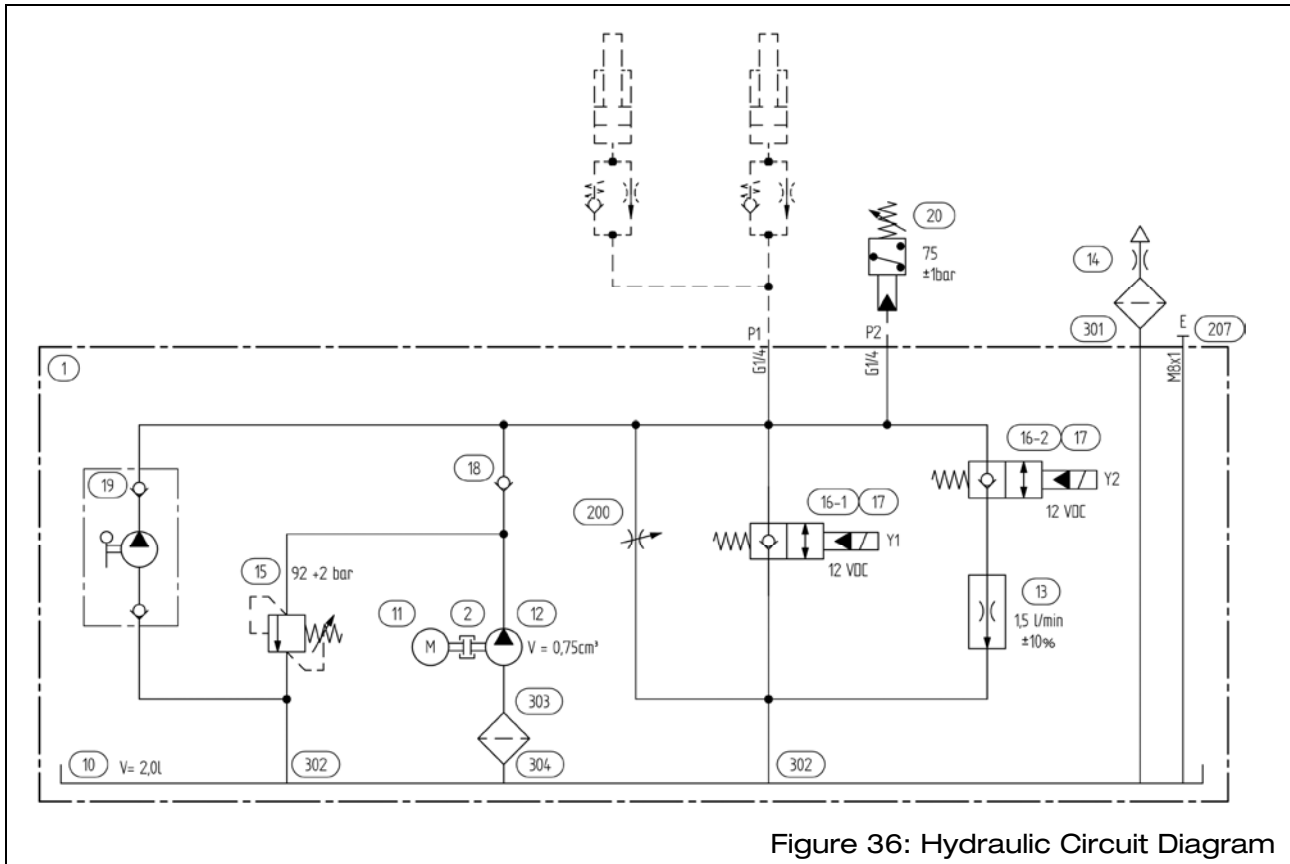 20
75
±1bar
14
P1
P2
301
E
207
1
G1/4
G1/4
M8x1
16-2
17
19
18
Y2
16-1
17
12 VDC
200
Y1
15
92 +2 bar
12 VDC
13
11
2
12
1,5 l/min
±10%
M
V = 0,75cm³
303
10
V= 2,0l
302
304
302
Figure 36: Hydraulic Circuit Diagram